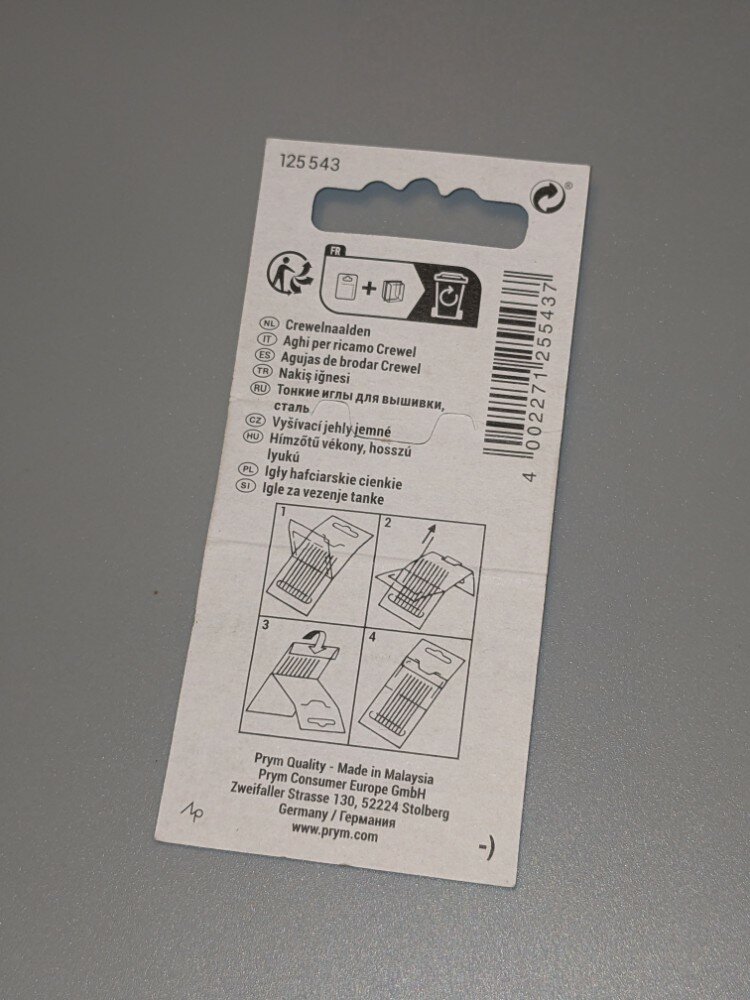 125 543
®
FR
NL Crewelnaalden
IT Aghi per ricamo Crewel
ES Agujas de brodar Crewel
TR Nakiş iğnesi
RU Тонкие иглы для вышивки,
сталь
CZ Vyšívací jehly jemné
HU Hímzőtű vékony, hosszú
lyukú
PL Igły hafciarskie cienkie
SI Igle za vezenje tanke
4 002271 255437
1
2
3
4
Prym Quality - Made in Malaysia
Prym Consumer Europe GmbH
Zweifaller Strasse 130, 52224 Stolberg
Germany / Германия
www.prym.com
-)